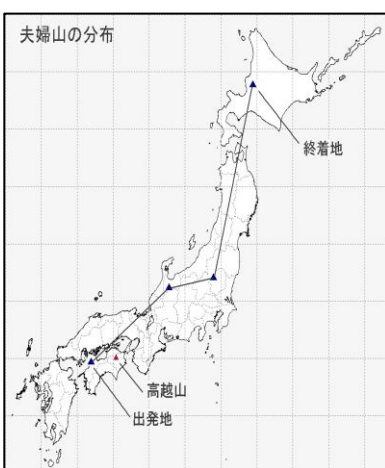 夫婦山の分布
終着地
高越山
出発地